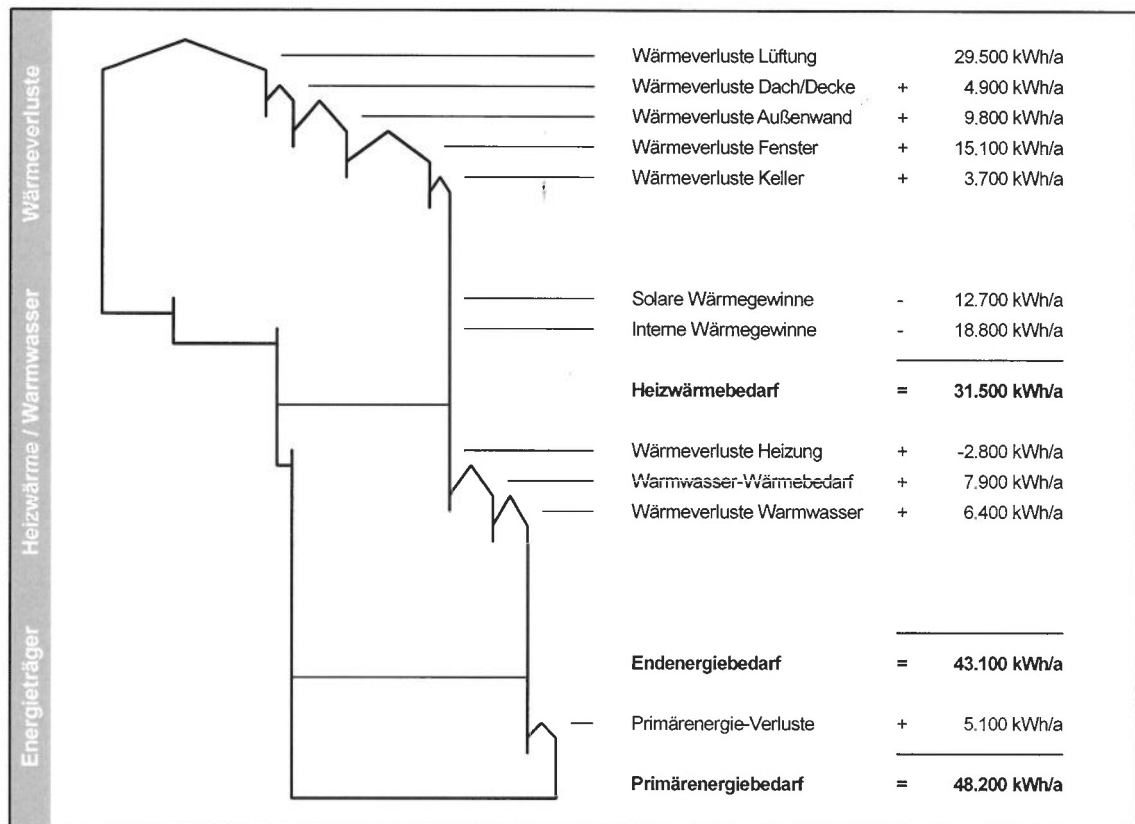 Wärmeverluste
Heizwärme / Warmwasser
Energieträger
Wärmeverluste Lüftung 29.500 kWh/a
Wärmeverluste Dach/Decke + 4.900 kWh/a
Wärmeverluste Außenwand + 9.800 kWh/a
Wärmeverluste Fenster + 15.100 kWh/a
Wärmeverluste Keller + 3.700 kWh/a
Solare Wärmegewinne - 12.700 kWh/a
Interne Wärmegewinne - 18.800 kWh/a
Heizwärmebedarf = 31.500 kWh/a
Wärmeverluste Heizung + -2.800 kWh/a
Warmwasser-Wärmebedarf + 7.900 kWh/a
Wärmeverluste Warmwasser + 6.400 kWh/a
Endenergiebedarf = 43.100 kWh/a
Primärenergie-Verluste + 5.100 kWh/a
Primärenergiebedarf = 48.200 kWh/a